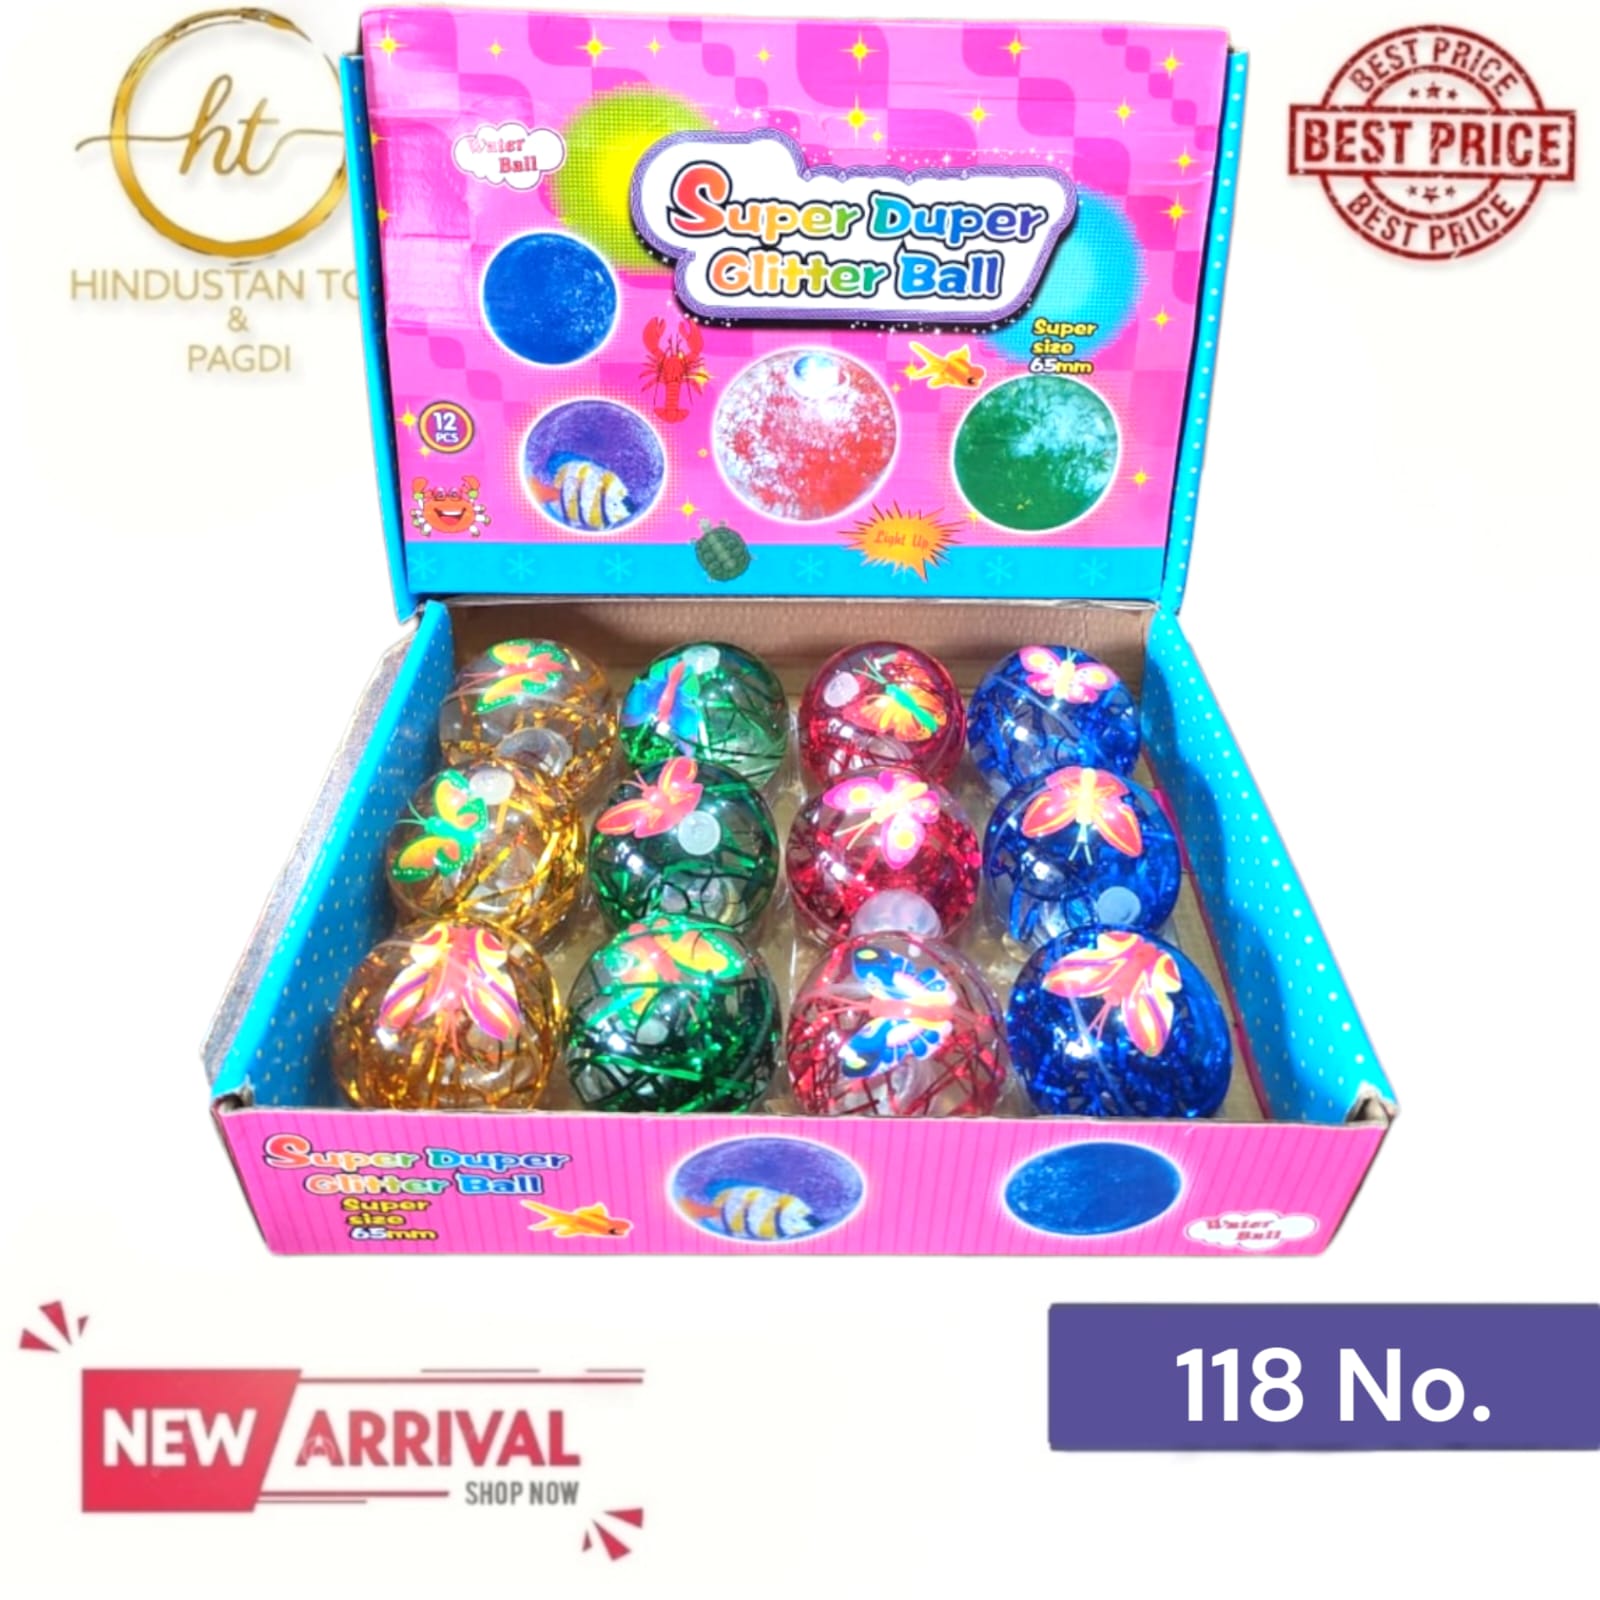 ht
HINDUSTAN TO
&
PAGDI
BEST PRICE
BEST PRICE
BEST PRICE
Water
Ball
Super Duper
Glitter Ball
Super
size
65mm
12
PCS
Light Up
Super Duper
Glitter Ball
Super
size
65mm
Water
Ball
NEW ARRIVAL
SHOP NOW
118 No.